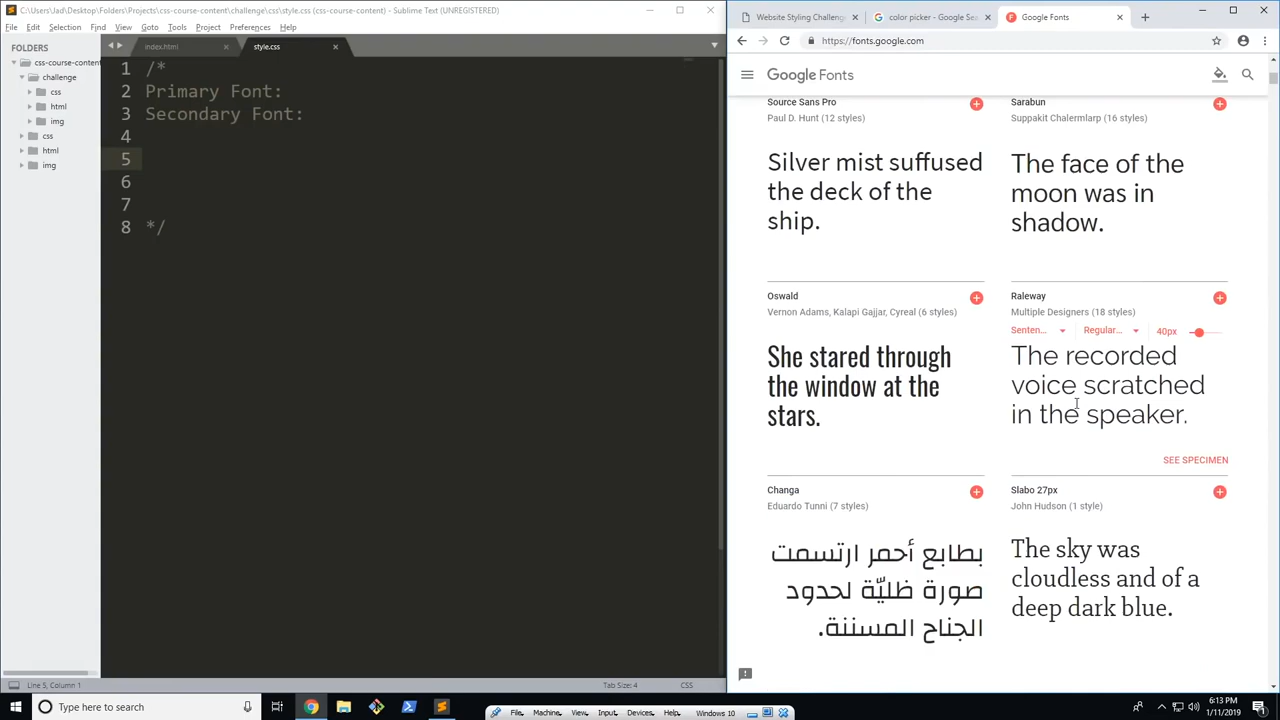 C:\Users\Jad\Desktop\Folders\Projects\css-course-content\challenge\css\style.css (css-course-content) - Sublime Text (UNREGISTERED)
File Edit Selection Find View Goto Tools Project Preferences Help
FOLDERS
css-course-content
challenge
css
html
img
css
html
img
index.html
style.css
1 /*
2 Primary Font:
3 Secondary Font:
4
5
6
7
8 */
Line 5, Column 1
Tab Size: 4
CSS
Website Styling Challeng
color picker - Google Sea
Google Fonts
https://fonts.google.com
Google Fonts
Source Sans Pro
Paul D. Hunt (12 styles)
Silver mist suffused
the deck of the
ship.
Sarabun
Suppakit Chalermlarp (16 styles)
The face of the
moon was in
shadow.
Oswald
Vernon Adams, Kalapi Gajjar, Cyreal (6 styles)
She stared through
the window at the
stars.
Raleway
Multiple Designers (18 styles)
Senten... Regular... 40px
The recorded
voice scratched
in the speaker.
SEE SPECIMEN
Changa
Eduardo Tunni (7 styles)
بطابع أحمر ارتسمت
صورة ظليّة لحدود
الجناح المسننة.
Slabo 27px
John Hudson (1 style)
The sky was
cloudless and of a
deep dark blue.
Type here to search
File Machine View Input Devices Help Windows 10
6:13 PM
1/11/2019